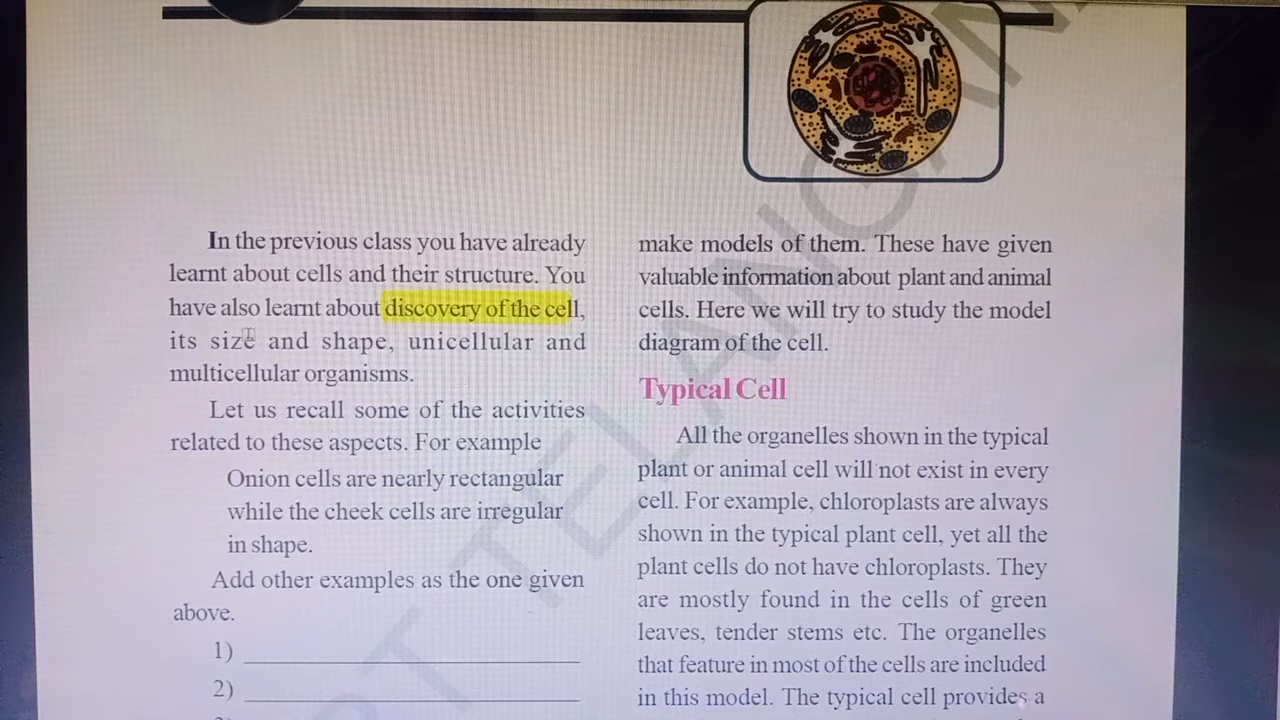 In the previous class you have already
learnt about cells and their structure. You
have also learnt about discovery of the cell,
its size and shape, unicellular and
multicellular organisms.
Let us recall some of the activities
related to these aspects. For example
Onion cells are nearly rectangular
while the cheek cells are irregular
in shape.
Add other examples as the one given
above.
1)
2)
make models of them. These have given
valuable information about plant and animal
cells. Here we will try to study the model
diagram of the cell.
Typical Cell
All the organelles shown in the typical
plant or animal cell will not exist in every
cell. For example, chloroplasts are always
shown in the typical plant cell, yet all the
plant cells do not have chloroplasts. They
are mostly found in the cells of green
leaves, tender stems etc. The organelles
that feature in most of the cells are included
in this model. The typical cell provides a